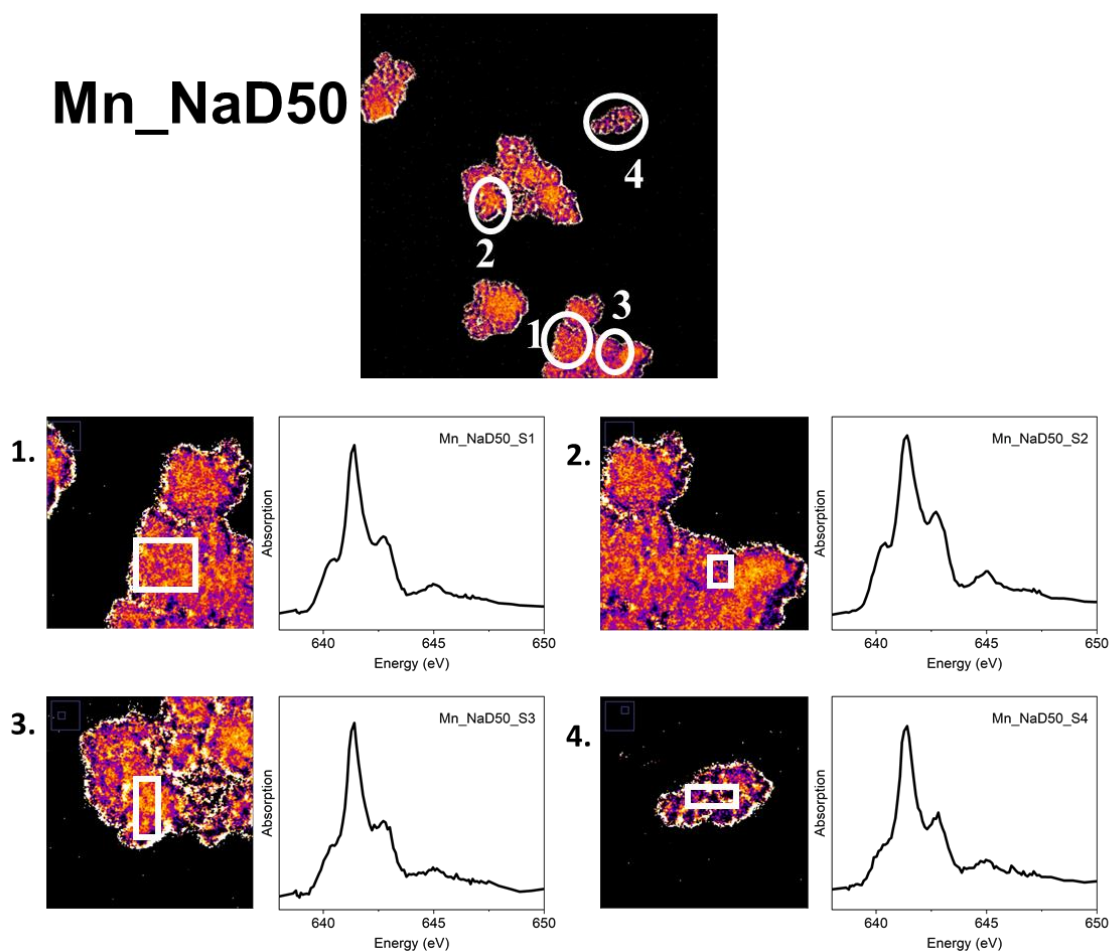 Mn_NaD50
4
2
3
1
1.
Mn_NaD50_S1
Absorption
640
645
650
Energy (eV)
2.
Mn_NaD50_S2
Absorption
640
645
650
Energy (eV)
3.
Mn_NaD50_S3
Absorption
640
645
650
Energy (eV)
4.
Mn_NaD50_S4
Absorption
640
645
650
Energy (eV)